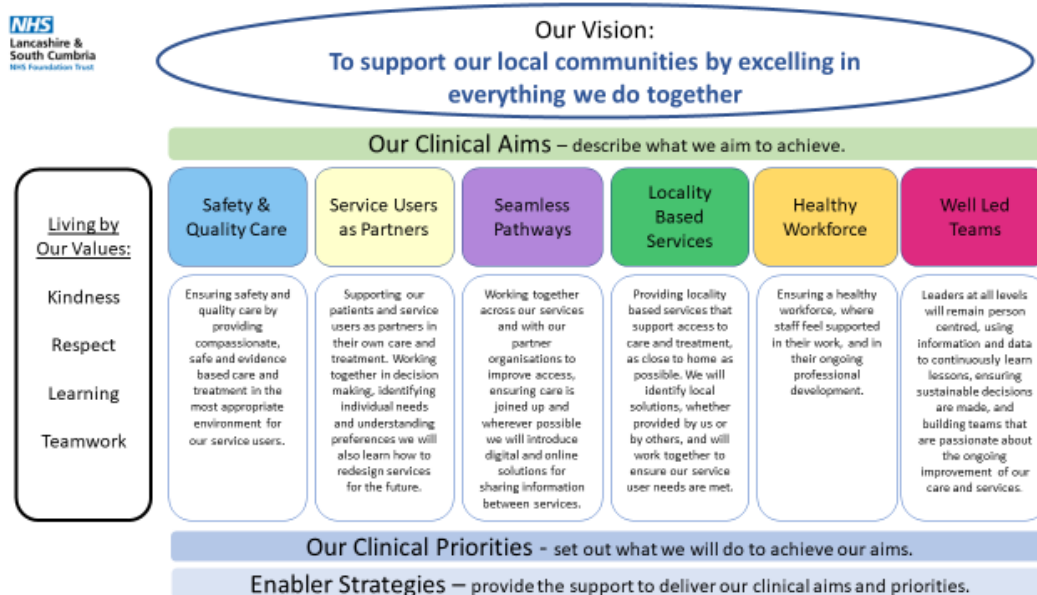 NHS
Lancashire &
South Cumbria
NHS Foundation Trust
Our Vision:
To support our local communities by excelling in
everything we do together
Our Clinical Aims – describe what we aim to achieve.
Living by
Our Values:
Kindness
Respect
Learning
Teamwork
Safety &
Quality Care
Ensuring safety and
quality care by
providing
compassionate,
safe and evidence
based care and
treatment in the
most appropriate
environment for
our service users.
Service Users
as Partners
Supporting our
patients and service
users as partners in
their own care and
treatment. Working
together in decision
making, identifying
individual needs
and understanding
preferences we will
also learn how to
redesign services
for the future.
Seamless
Pathways
Working together
across our services
and with our
partner
organisations to
improve access,
ensuring care is
joined up and
wherever possible
we will introduce
digital and online
solutions for
sharing information
between services.
Locality
Based
Services
Providing locality
based services that
support access to
care and treatment,
as close to home as
possible. We will
identify local
solutions, whether
provided by us or
by others, and will
work together to
ensure our service
user needs are met.
Healthy
Workforce
Ensuring a healthy
workforce, where
staff feel supported
in their work, and in
their ongoing
professional
development.
Well Led
Teams
Leaders at all levels
will remain person
centred, using
information and data
to continuously learn
lessons, ensuring
sustainable decisions
are made, and
building teams that
are passionate about
the ongoing
improvement of our
care and services.
Our Clinical Priorities - set out what we will do to achieve our aims.
Enabler Strategies – provide the support to deliver our clinical aims and priorities.